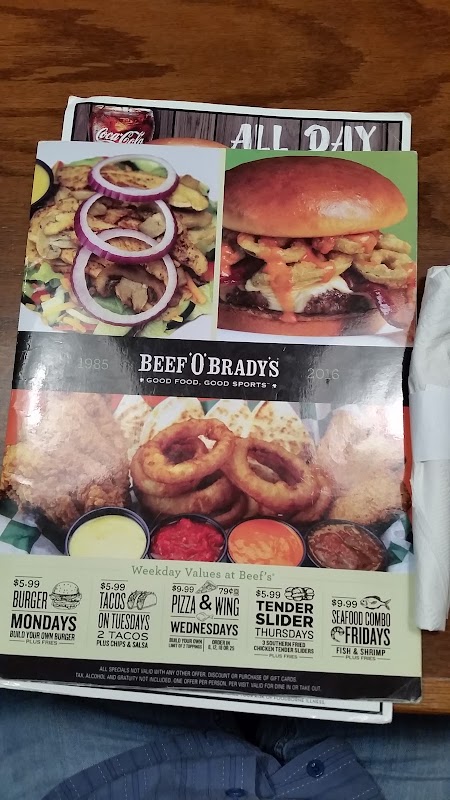 Coca-Cola
ALL DAY
1985
BEEF 'O' BRADY'S
GOOD FOOD. GOOD SPORTS™
2016
Weekday Values at Beef's®
$5.99
BURGER
MONDAYS
BUILD YOUR OWN BURGER
PLUS FRIES
$5.99
TACOS
ON TUESDAYS
2 TACOS
PLUS CHIPS & SALSA
$9.99 79¢
PIZZA & WING
WEDNESDAYS
BUILD YOUR OWN
LIMIT OF 2 TOPPINGS
ORDER IN
6, 12, 18 OR 25
$5.99
TENDER
SLIDER
THURSDAYS
3 SOUTHERN FRIED
CHICKEN TENDER SLIDERS
PLUS FRIES
$9.99
SEAFOOD COMBO
FRIDAYS
FISH & SHRIMP
PLUS FRIES
ALL SPECIALS NOT VALID WITH ANY OTHER OFFER, DISCOUNT OR PURCHASE OF GIFT CARDS.
TAX, ALCOHOL AND GRATUITY NOT INCLUDED. ONE OFFER PER PERSON, PER VISIT VALID FOR DINE IN OR TAKE OUT.